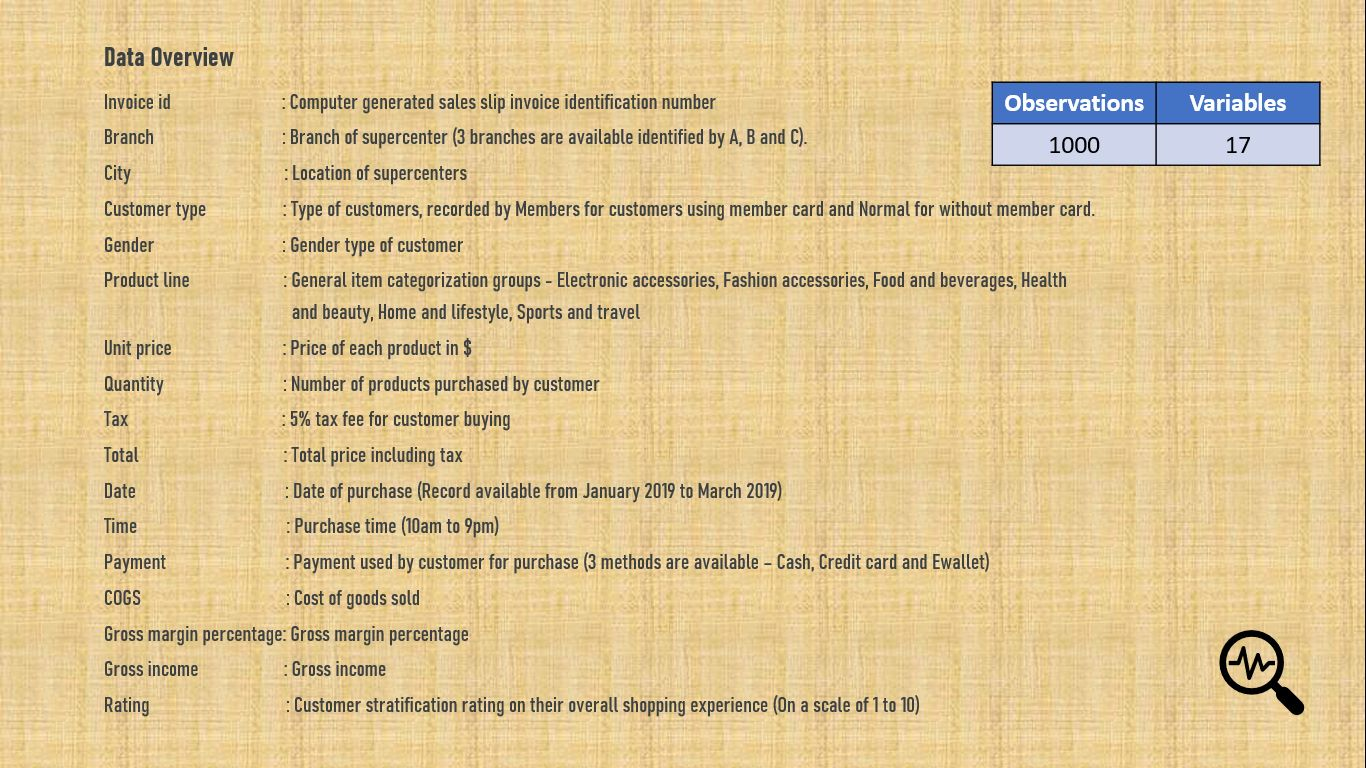 Data Overview
Observations Variables
1000 17
Invoice id : Computer generated sales slip invoice identification number
Branch : Branch of supercenter (3 branches are available identified by A, B and C).
City : Location of supercenters
Customer type : Type of customers, recorded by Members for customers using member card and Normal for without member card.
Gender : Gender type of customer
Product line : General item categorization groups - Electronic accessories, Fashion accessories, Food and beverages, Health
and beauty, Home and lifestyle, Sports and travel
Unit price : Price of each product in $
Quantity : Number of products purchased by customer
Tax : 5% tax fee for customer buying
Total : Total price including tax
Date : Date of purchase (Record available from January 2019 to March 2019)
Time : Purchase time (10am to 9pm)
Payment : Payment used by customer for purchase (3 methods are available – Cash, Credit card and Ewallet)
COGS : Cost of goods sold
Gross margin percentage: Gross margin percentage
Gross income : Gross income
Rating : Customer stratification rating on their overall shopping experience (On a scale of 1 to 10)